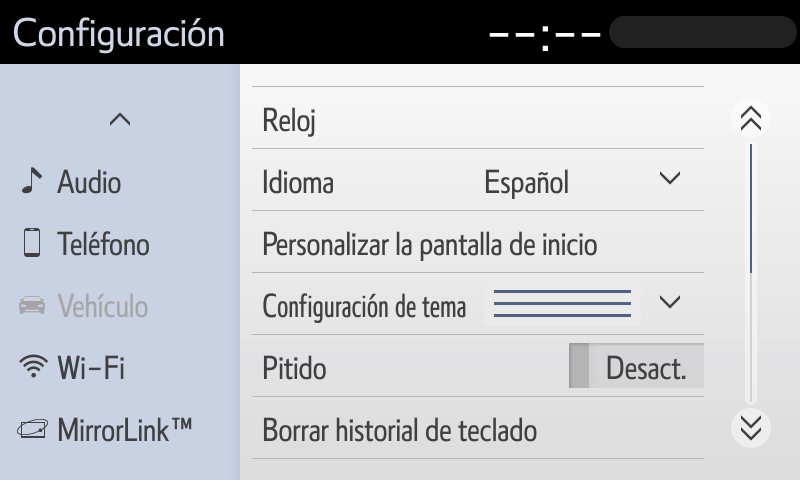 Configuración --:--
Audio
Teléfono
Vehículo
Wi-Fi
MirrorLink™
Reloj
Idioma Español
Personalizar la pantalla de inicio
Configuración de tema
Pitido Desact.
Borrar historial de teclado